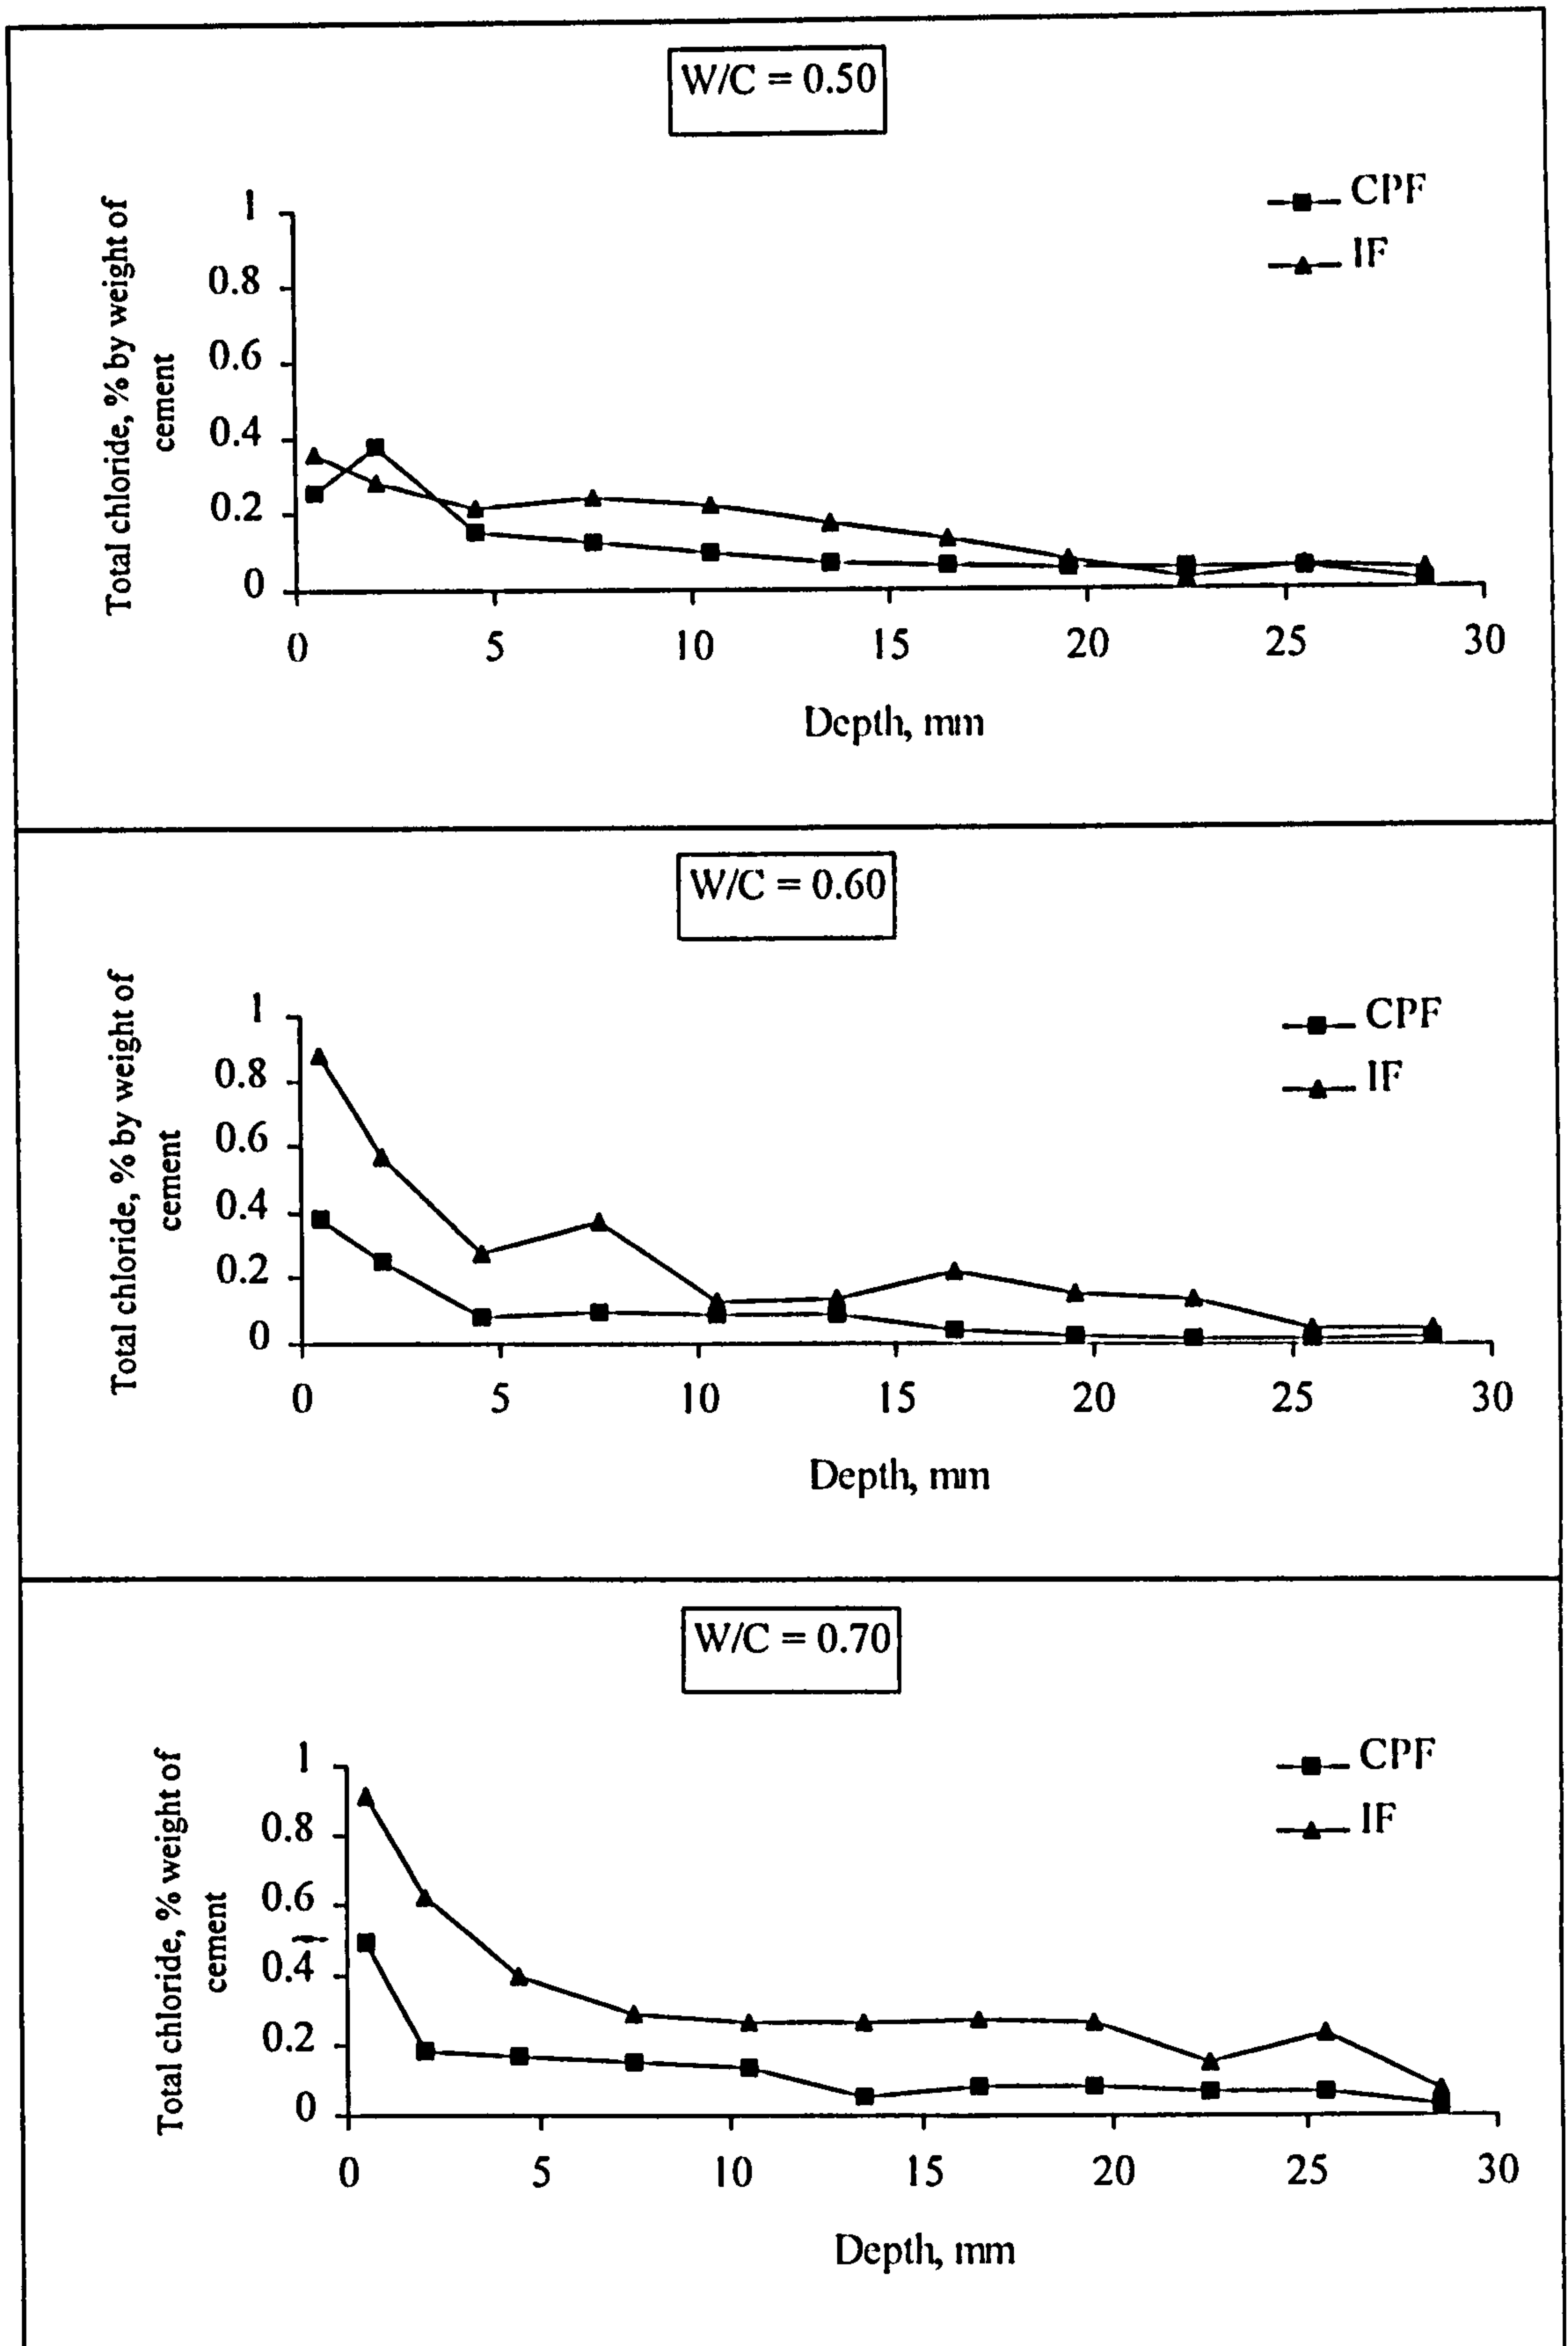 W/C = 0.50
CPF
IF
Total chloride, % by weight of
cement
1
0.8
0.6
0.4
0.2
0
0 5 10 15 20 25 30
Depth, mm
W/C = 0.60
CPF
IF
Total chloride, % by weight of
cement
1
0.8
0.6
0.4
0.2
0
0 5 10 15 20 25 30
Depth, mm
W/C = 0.70
CPF
IF
Total chloride, % weight of
cement
1
0.8
0.6
0.4
0.2
0
0 5 10 15 20 25 30
Depth, mm